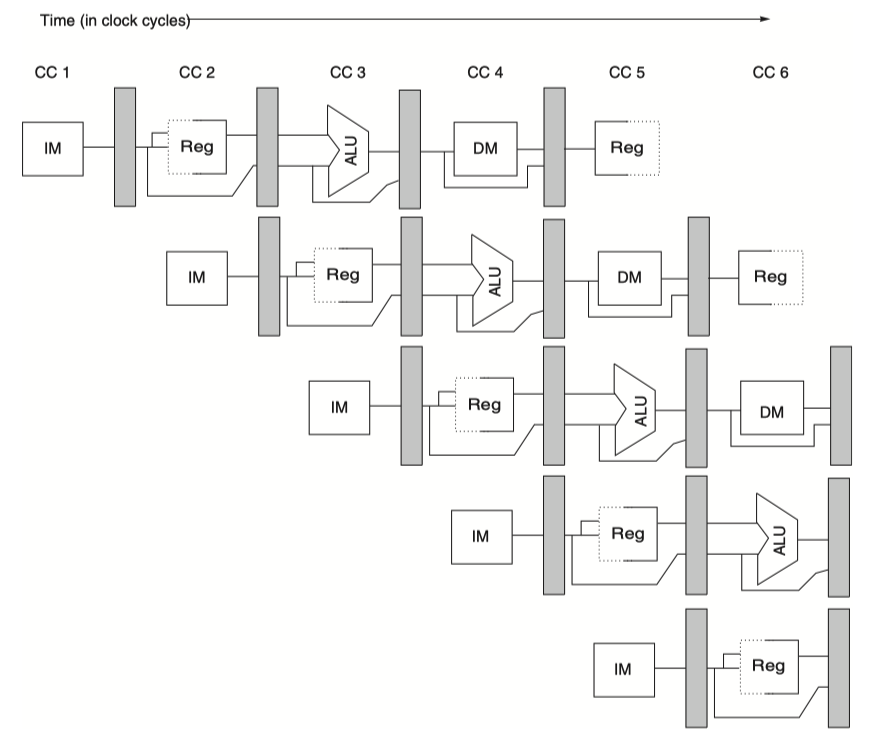 Time (in clock cycles)
CC 1 CC 2 CC 3 CC 4 CC 5 CC 6
IM Reg ALU DM Reg
IM Reg ALU DM Reg
IM Reg ALU DM
IM Reg ALU
IM Reg